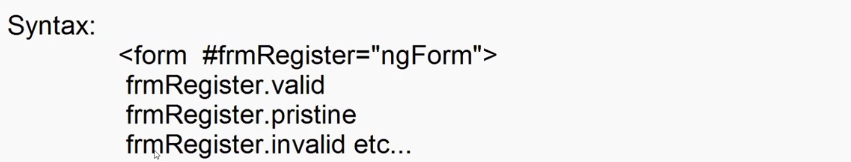 Syntax:
<form #frmRegister="ngForm">
frmRegister.valid
frmRegister.pristine
frmRegister.invalid etc...